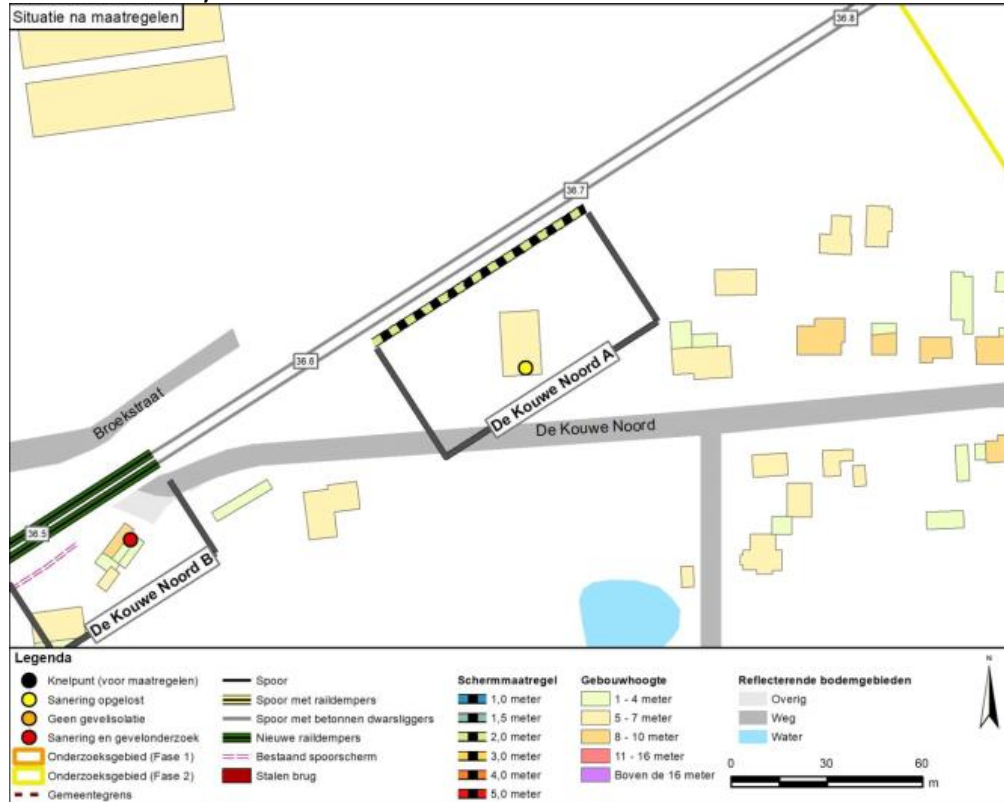 Situatie na maatregelen
36.8
36.7
36.6
Broekstraat
De Kouwe Noord A
De Kouwe Noord
36.5
De Kouwe Noord B
Legenda
Knelpunt (voor maatregelen)
Sanering opgelost
Geen gevelisolatie
Sanering en gevelonderzoek
Onderzoeksgebied (Fase 1)
Onderzoeksgebied (Fase 2)
Gemeentegrens
Spoor
Spoor met raildempers
Spoor met betonnen dwarsliggers
Nieuwe raildempers
Bestaand spoorscherm
Stalen brug
Schermmaatregel
1,0 meter
1,5 meter
2,0 meter
3,0 meter
4,0 meter
5,0 meter
Gebouwhoogte
1 - 4 meter
5 - 7 meter
8 - 10 meter
11 - 16 meter
Boven de 16 meter
Reflecterende bodemgebieden
Overig
Weg
Water
N
0 30 60
m